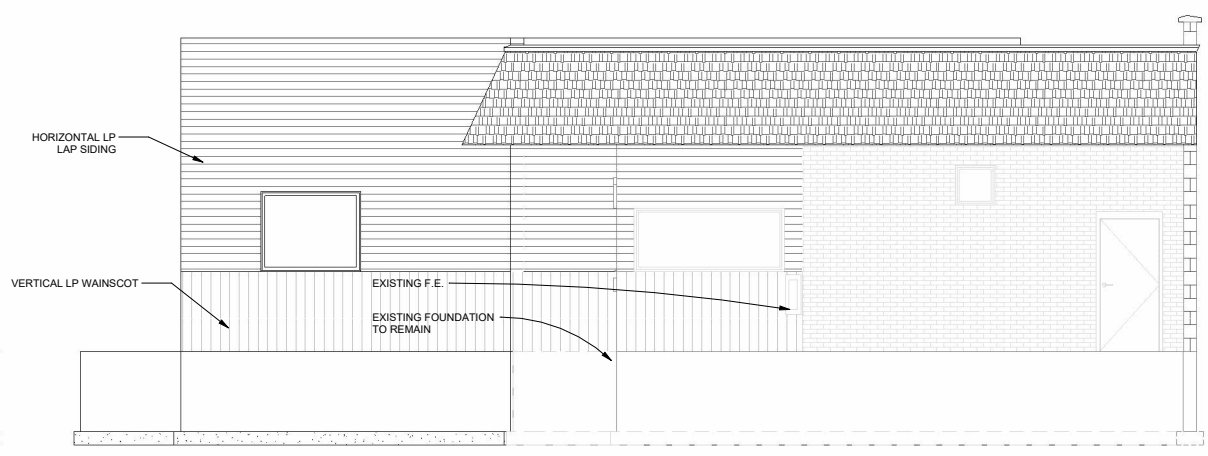 HORIZONTAL LP
LAP SIDING
VERTICAL LP WAINSCOT
EXISTING F.E.
EXISTING FOUNDATION
TO REMAIN